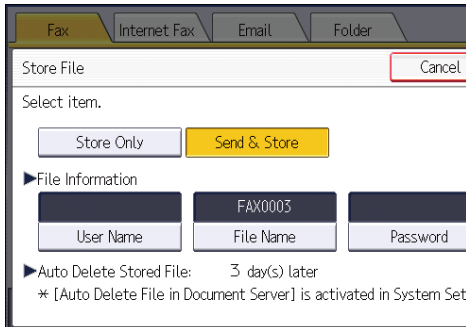 Fax Internet Fax Email Folder
Store File Cancel
Select item.
Store Only Send & Store
►File Information
FAX0003
User Name File Name Password
►Auto Delete Stored File: 3 day(s) later
* [Auto Delete File in Document Server] is activated in System Set